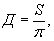 Д = S/π,